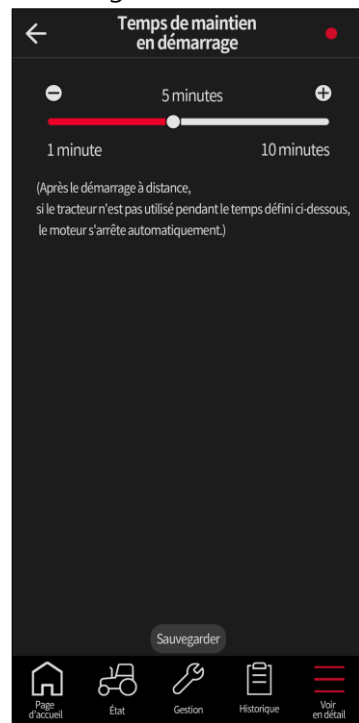 Temps de maintien
en démarrage
5 minutes
1 minute
10 minutes
(Après le démarrage à distance,
si le tracteur n'est pas utilisé pendant le temps défini ci-dessous,
le moteur s'arrête automatiquement.)
Sauvegarder
Page
d'accueil
État
Gestion
Historique
Voir
en détail